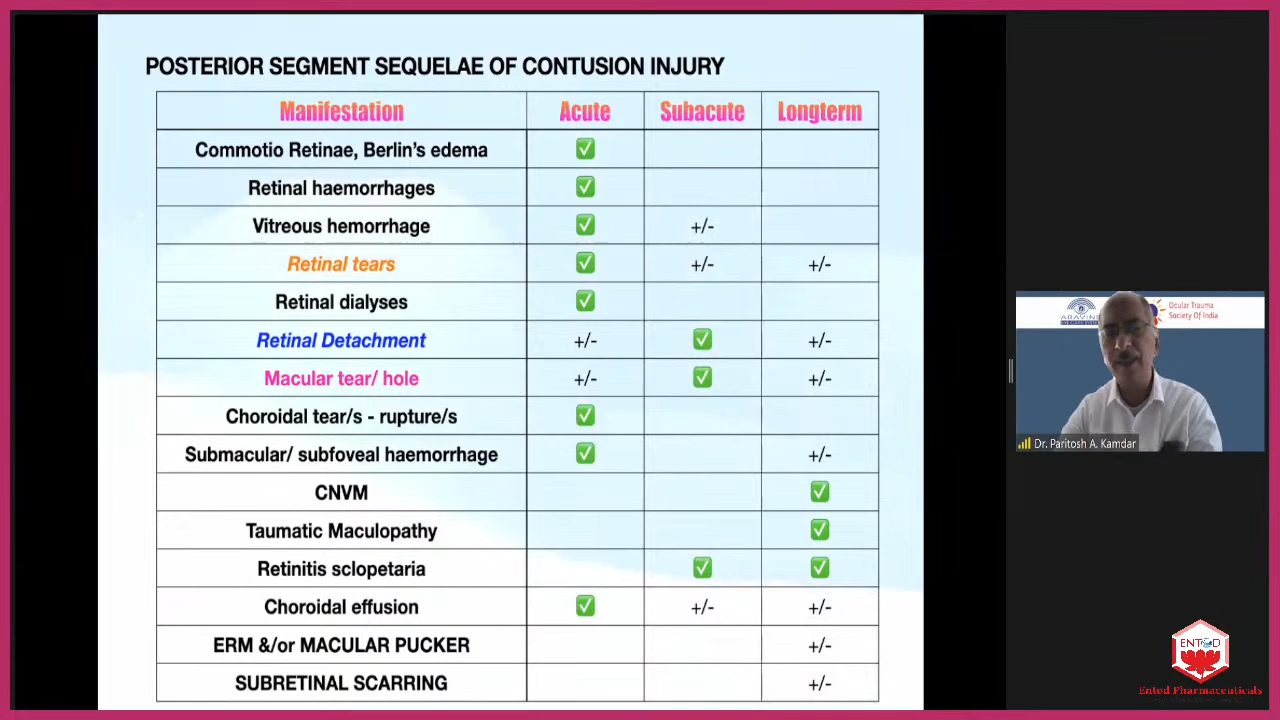 POSTERIOR SEGMENT SEQUELAE OF CONTUSION INJURY
Manifestation Acute Subacute Longterm
Commotio Retinae, Berlin's edema ✅
Retinal haemorrhages ✅
Vitreous hemorrhage ✅ +/-
Retinal tears ✅ +/- +/-
Retinal dialyses ✅
Retinal Detachment +/- ✅ +/-
Macular tear/ hole +/- ✅ +/-
Choroidal tear/s - rupture/s ✅
Submacular/ subfoveal haemorrhage ✅ +/-
CNVM ✅
Taumatic Maculopathy ✅
Retinitis sclopetaria ✅ ✅
Choroidal effusion ✅ +/- +/-
ERM &/or MACULAR PUCKER +/-
SUBRETINAL SCARRING +/-
Ocular Trauma
Society Of India
Dr. Paritosh A. Kamdar
ENTOD
Entod Pharmaceuticals